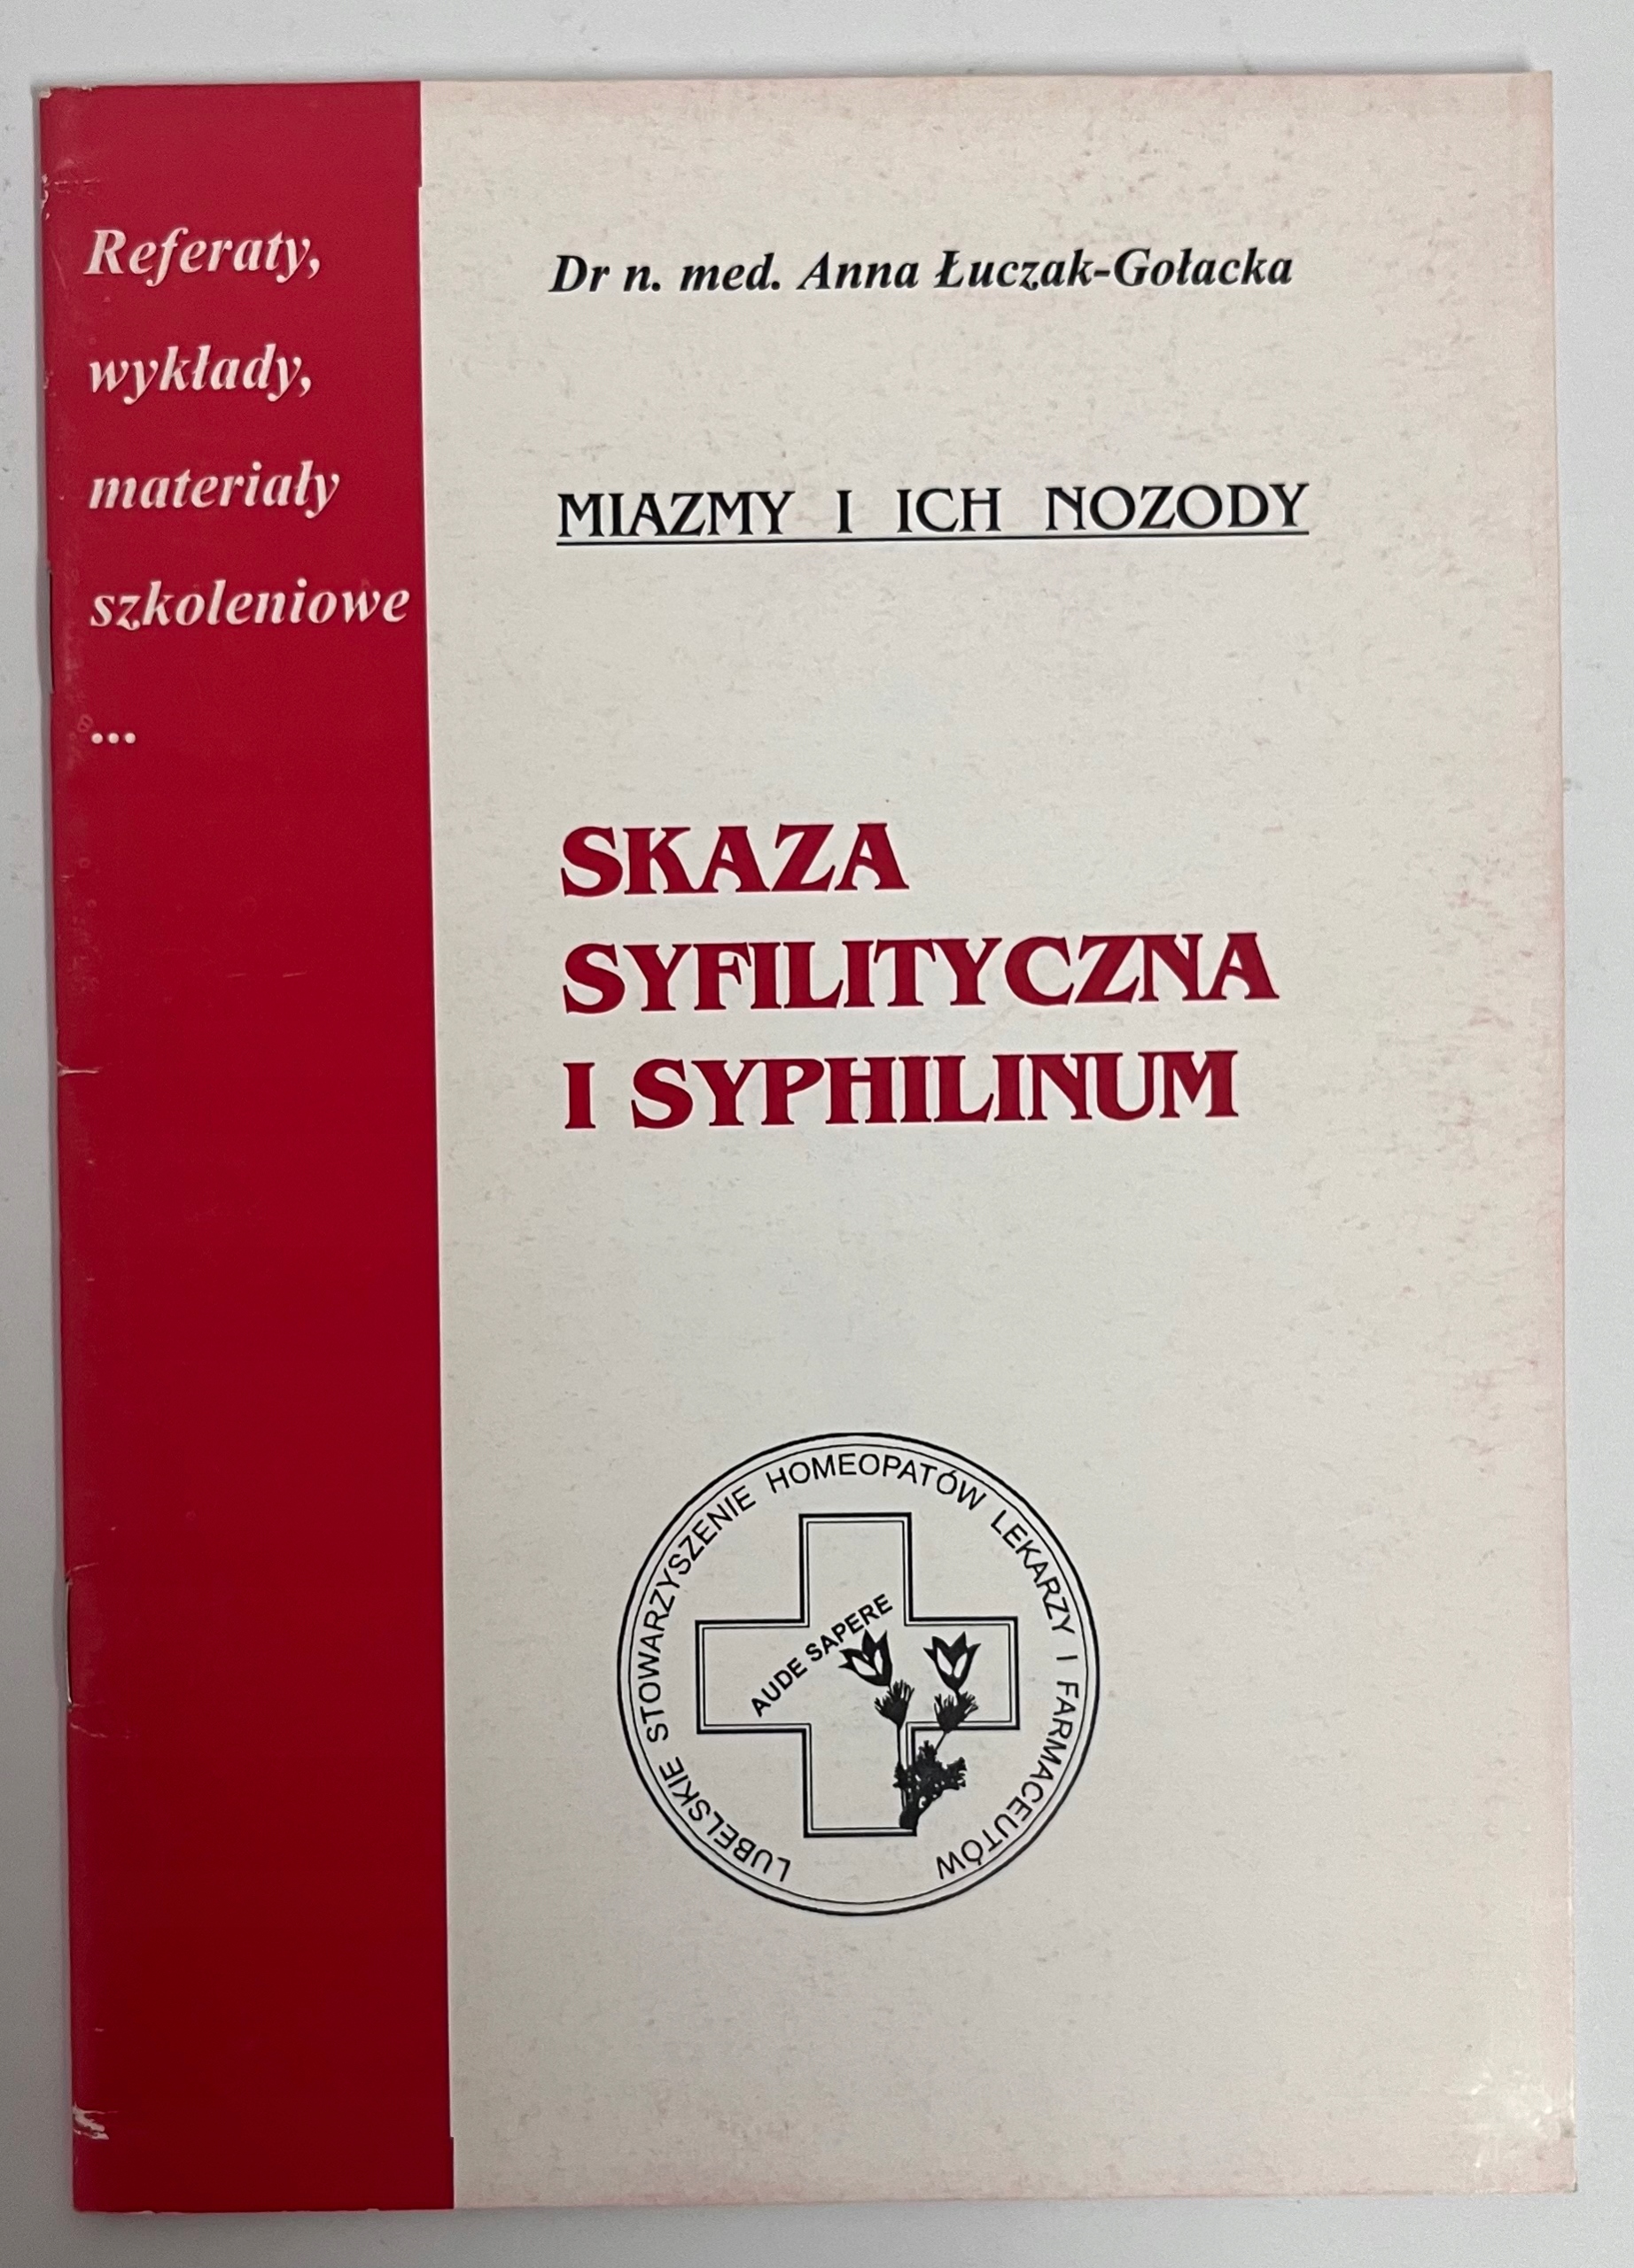 Referaty,
wykłady,
materiały
szkoleniowe
...
Dr n. med. Anna Łuczak-Gołacka
MIAZMY I ICH NOZODY
SKAZA
SYFILITYCZNA
I SYPHILINUM
LUBELSKIE STOWARZYSZENIE HOMEOPATÓW LEKARZY I FARMACEUTÓW
AUDE SAPERE